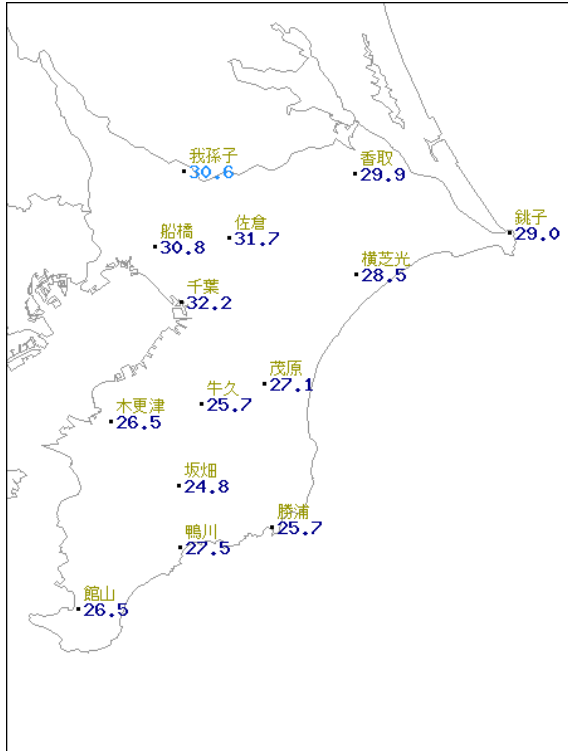 我孫子
30.6
香取
29.9
銚子
29.0
佐倉
31.7
船橋
30.8
横芝光
28.5
千葉
32.2
茂原
27.1
牛久
25.7
木更津
26.5
坂畑
24.8
勝浦
25.7
鴨川
27.5
館山
26.5